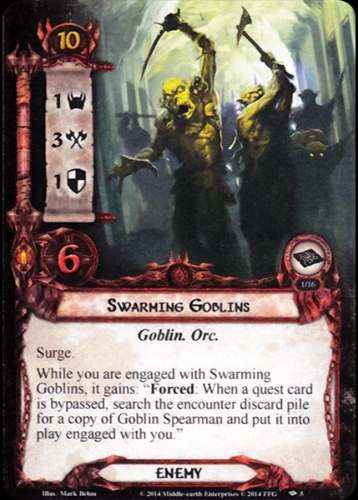 10
1
3
1
6
1/16
SWARMING GOBLINS
Goblin. Orc.
Surge.
While you are engaged with Swarming
Goblins, it gains: “Forced: When a quest card
is bypassed, search the encounter discard pile
for a copy of Goblin Spearman and put it into
play engaged with you.”
ENEMY
Illus. Mark Behm © 2014 Middle-earth Enterprises © 2014 FFG 5